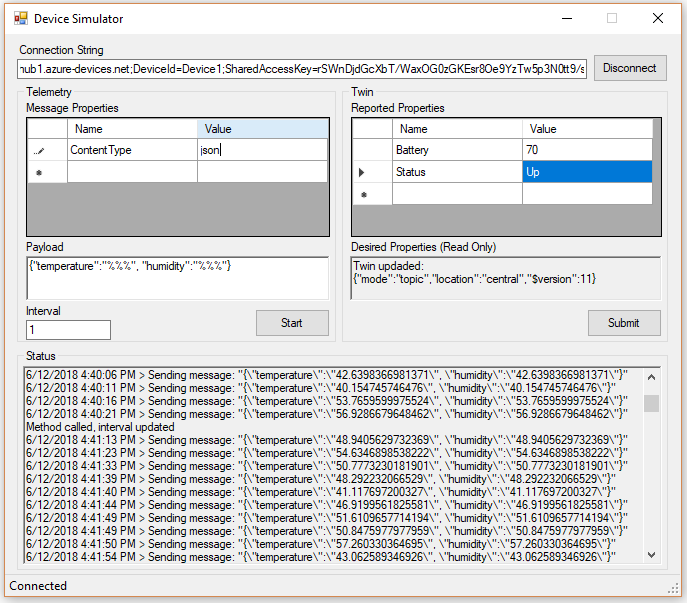 Device Simulator
Connection String
hub1.azure-devices.net;DeviceId=Device1;SharedAccessKey=rSWnDjdGcXbT/WaxOG0zGKEsr8Oe9YzTw5p3N0tt9/s
Disconnect
Telemetry
Message Properties
Name Value
ContentType json
Payload
{"temperature":"%%%", "humidity":"%%%"}
Interval
1
Start
Twin
Reported Properties
Name Value
Battery 70
Status Up
Desired Properties (Read Only)
Twin updaded:
{"mode":"topic","location":"central","$version":11}
Submit
Status
6/12/2018 4:40:06 PM > Sending message: "{\"temperature\":\"42.6398366981371\", \"humidity\":\"42.6398366981371\"}"
6/12/2018 4:40:11 PM > Sending message: "{\"temperature\":\"40.154745746476\", \"humidity\":\"40.154745746476\"}"
6/12/2018 4:40:16 PM > Sending message: "{\"temperature\":\"53.7659599975524\", \"humidity\":\"53.7659599975524\"}"
6/12/2018 4:40:21 PM > Sending message: "{\"temperature\":\"56.9286679648462\", \"humidity\":\"56.9286679648462\"}"
Method called, interval updated
6/12/2018 4:41:13 PM > Sending message: "{\"temperature\":\"48.9405629732369\", \"humidity\":\"48.9405629732369\"}"
6/12/2018 4:41:23 PM > Sending message: "{\"temperature\":\"54.6346898538222\", \"humidity\":\"54.6346898538222\"}"
6/12/2018 4:41:33 PM > Sending message: "{\"temperature\":\"50.7773230181901\", \"humidity\":\"50.7773230181901\"}"
6/12/2018 4:41:39 PM > Sending message: "{\"temperature\":\"48.292232066529\", \"humidity\":\"48.292232066529\"}"
6/12/2018 4:41:40 PM > Sending message: "{\"temperature\":\"41.117697200327\", \"humidity\":\"41.117697200327\"}"
6/12/2018 4:41:44 PM > Sending message: "{\"temperature\":\"46.9199561825581\", \"humidity\":\"46.9199561825581\"}"
6/12/2018 4:41:49 PM > Sending message: "{\"temperature\":\"51.6109657714194\", \"humidity\":\"51.6109657714194\"}"
6/12/2018 4:41:49 PM > Sending message: "{\"temperature\":\"50.8475977977959\", \"humidity\":\"50.8475977977959\"}"
6/12/2018 4:41:50 PM > Sending message: "{\"temperature\":\"57.260330364695\", \"humidity\":\"57.260330364695\"}"
6/12/2018 4:41:54 PM > Sending message: "{\"temperature\":\"43.062589346926\", \"humidity\":\"43.062589346926\"}"
Connected